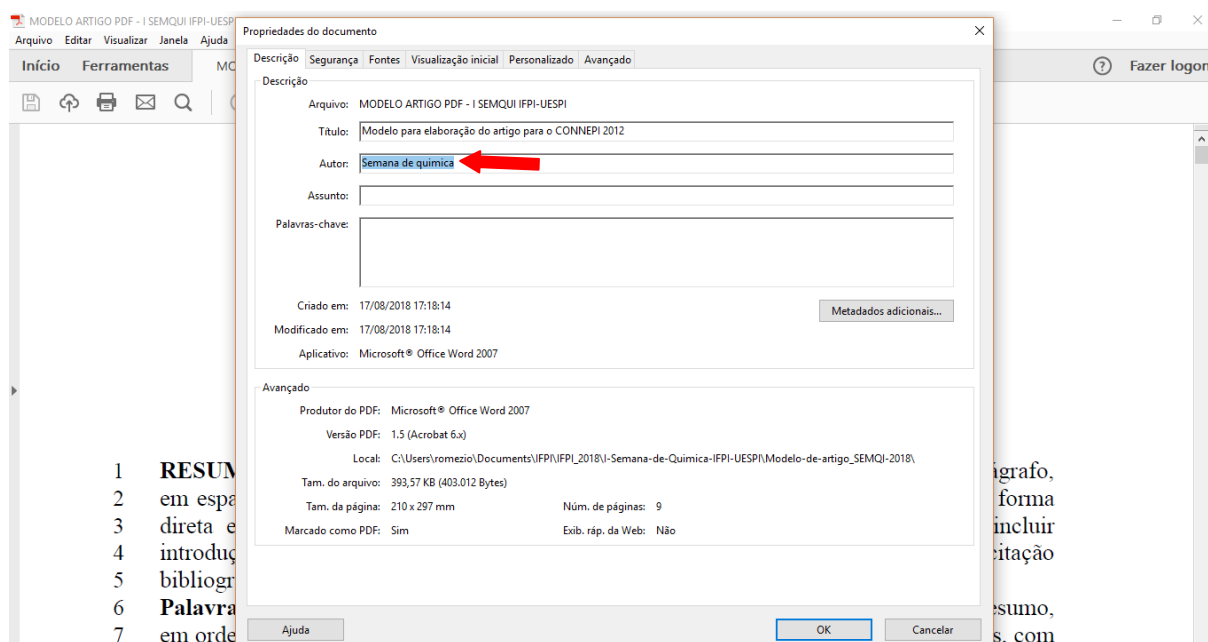 MODELO ARTIGO PDF - I SEMQUI IFPI-UESP
Arquivo Editar Visualizar Janela Ajuda
Início Ferramentas MO
Fazer logon
Propriedades do documento
Descrição Segurança Fontes Visualização inicial Personalizado Avançado
Descrição
Arquivo: MODELO ARTIGO PDF - I SEMQUI IFPI-UESPI
Título: Modelo para elaboração do artigo para o CONNEPI 2012
Autor: Semana de quimica
Assunto:
Palavras-chave:
Criado em: 17/08/2018 17:18:14
Metadados adicionais...
Modificado em: 17/08/2018 17:18:14
Aplicativo: Microsoft® Office Word 2007
Avançado
Produtor do PDF: Microsoft® Office Word 2007
Versão PDF: 1.5 (Acrobat 6.x)
Local: C:\Users\romezio\Documents\IFPI\IFPI_2018\I-Semana-de-Quimica-IFPI-UESPI\Modelo-de-artigo_SEMQI-2018\
Tam. do arquivo: 393,57 KB (403.012 Bytes)
Tam. da página: 210 x 297 mm Núm. de páginas: 9
Marcado como PDF: Sim Exib. ráp. da Web: Não
Ajuda OK Cancelar
1 RESUM ágrafo,
2 em espa forma
3 direta e incluir
4 introduç citação
5 bibliogr
6 Palavra esumo,
7 em orde s, com